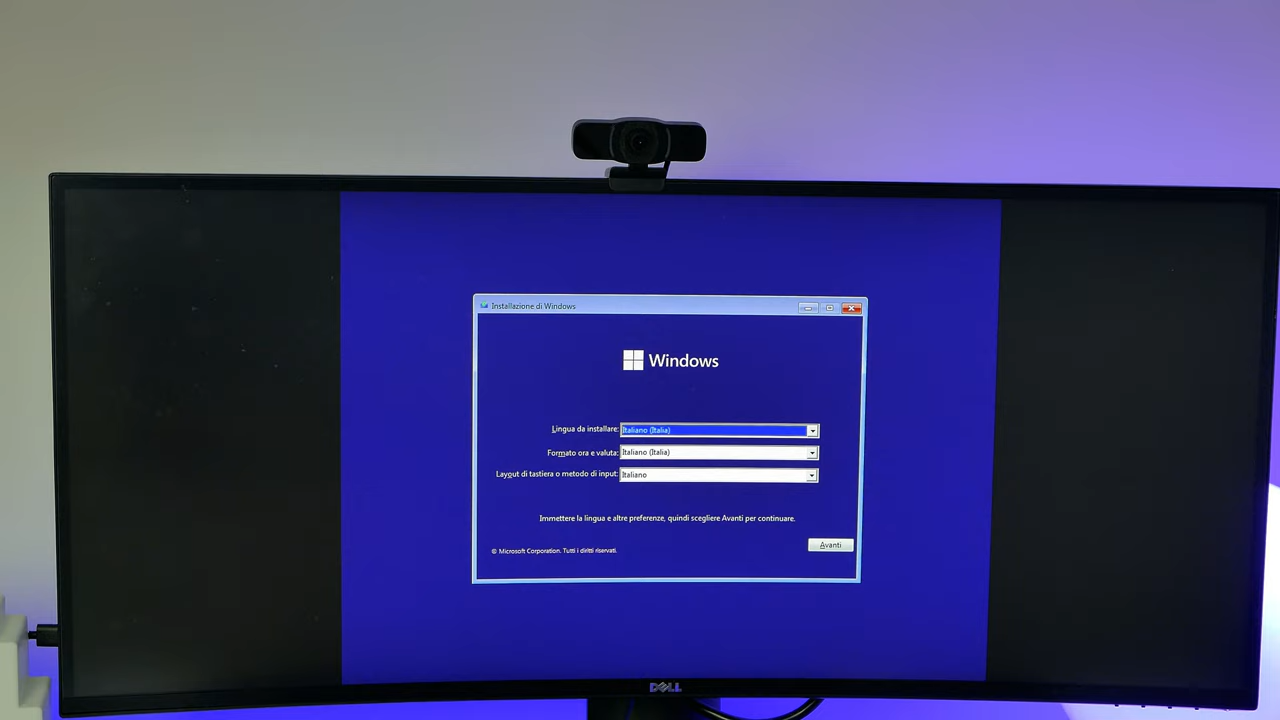 Installazione di Windows
Windows
Lingua da installare: Italiano (Italia)
Formato ora e valuta: Italiano (Italia)
Layout di tastiera o metodo di input: Italiano
Immettere la lingua e altre preferenze, quindi scegliere Avanti per continuare.
© Microsoft Corporation. Tutti i diritti riservati.
Avanti
DELL